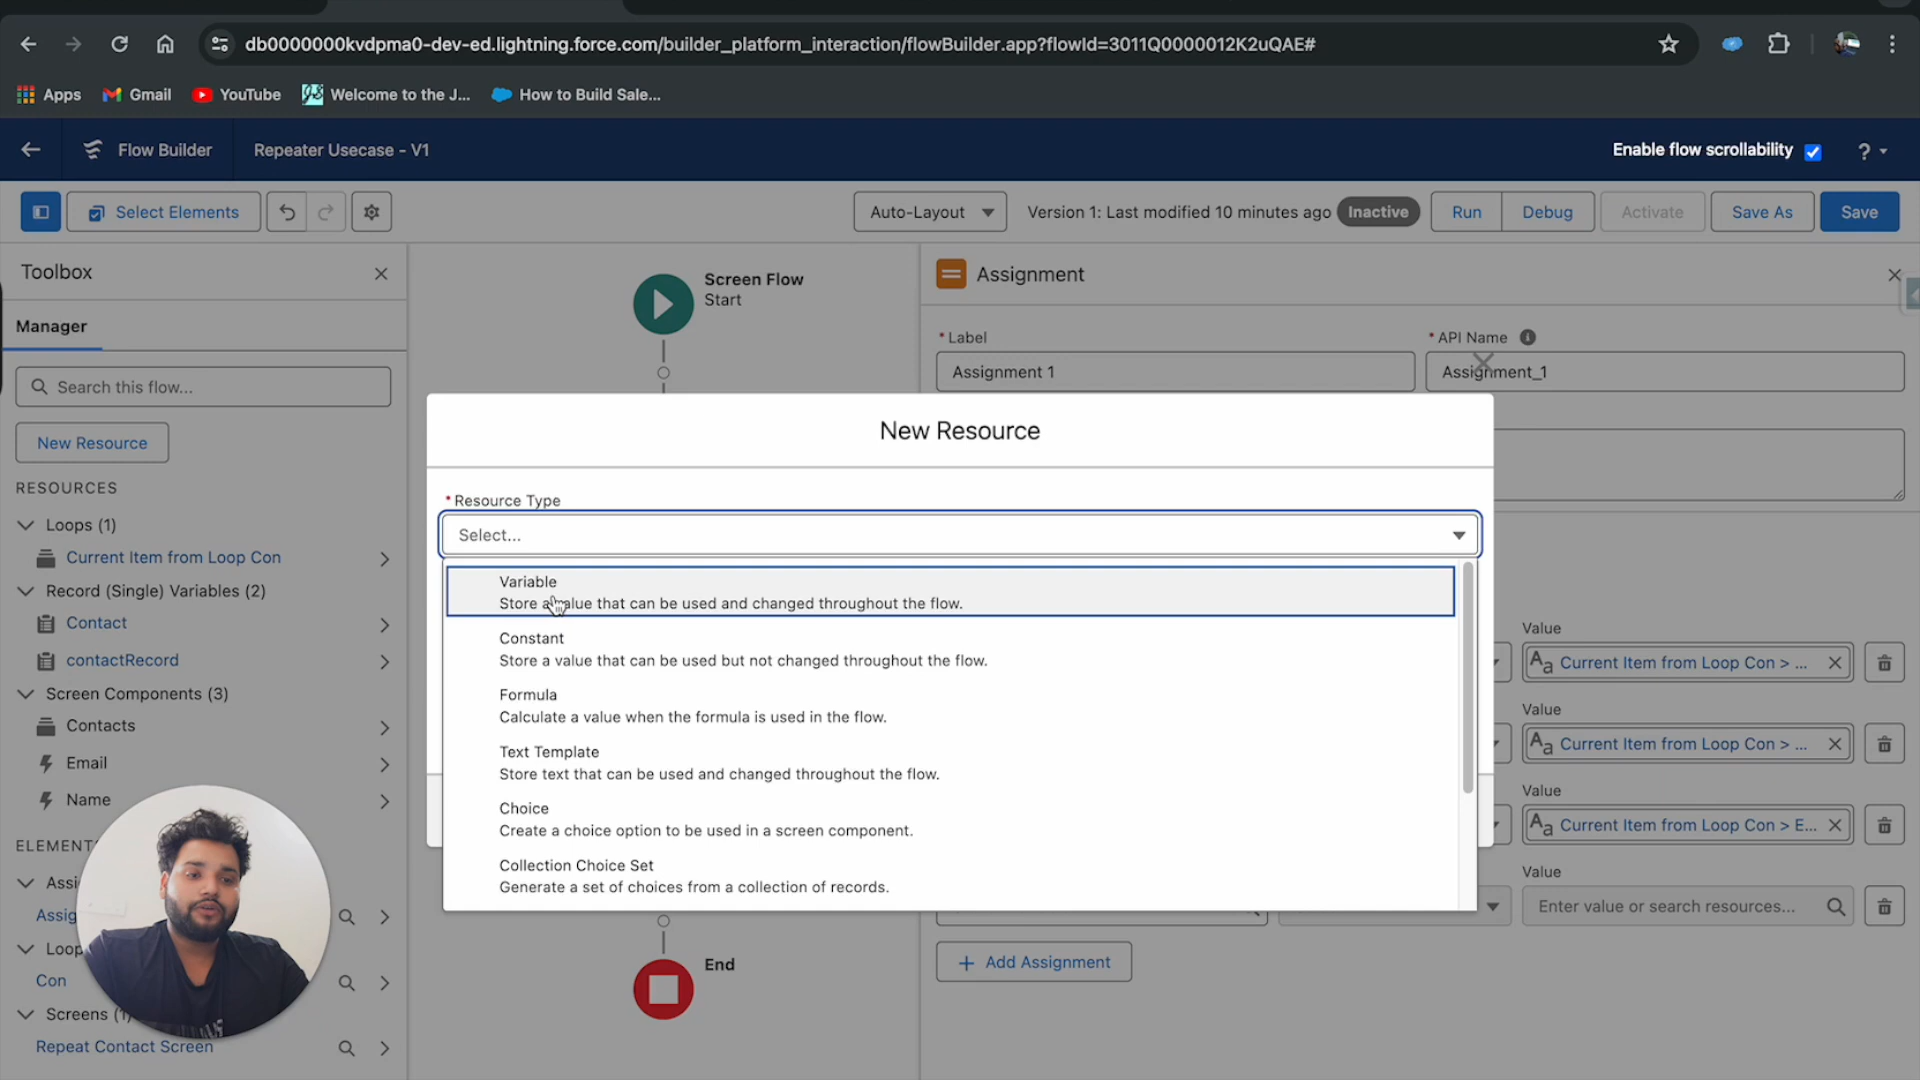 db0000000kvdpma0-dev-ed.lightning.force.com/builder_platform_interaction/flowBuilder.app?flowId=3011Q0000012K2uQAE#
Apps
Gmail
YouTube
Welcome to the J...
How to Build Sale...
Flow Builder
Repeater Usecase - V1
Enable flow scrollability
?
Select Elements
Auto-Layout
Version 1: Last modified 10 minutes ago
Inactive
Run
Debug
Activate
Save As
Save
Toolbox
Manager
Search this flow...
New Resource
RESOURCES
Loops (1)
Current Item from Loop Con
Record (Single) Variables (2)
Contact
contactRecord
Screen Components (3)
Contacts
Email
Name
Con
Repeat Contact Screen
Screen Flow
Start
End
Assignment
* Label
Assignment 1
* API Name
Assignment_1
New Resource
* Resource Type
Select...
Variable
Store a value that can be used and changed throughout the flow.
Constant
Store a value that can be used but not changed throughout the flow.
Formula
Calculate a value when the formula is used in the flow.
Text Template
Store text that can be used and changed throughout the flow.
Choice
Create a choice option to be used in a screen component.
Collection Choice Set
Generate a set of choices from a collection of records.
Value
Aa Current Item from Loop Con > ...
Value
Aa Current Item from Loop Con > ...
Value
Aa Current Item from Loop Con > E...
Value
Enter value or search resources...
+ Add Assignment